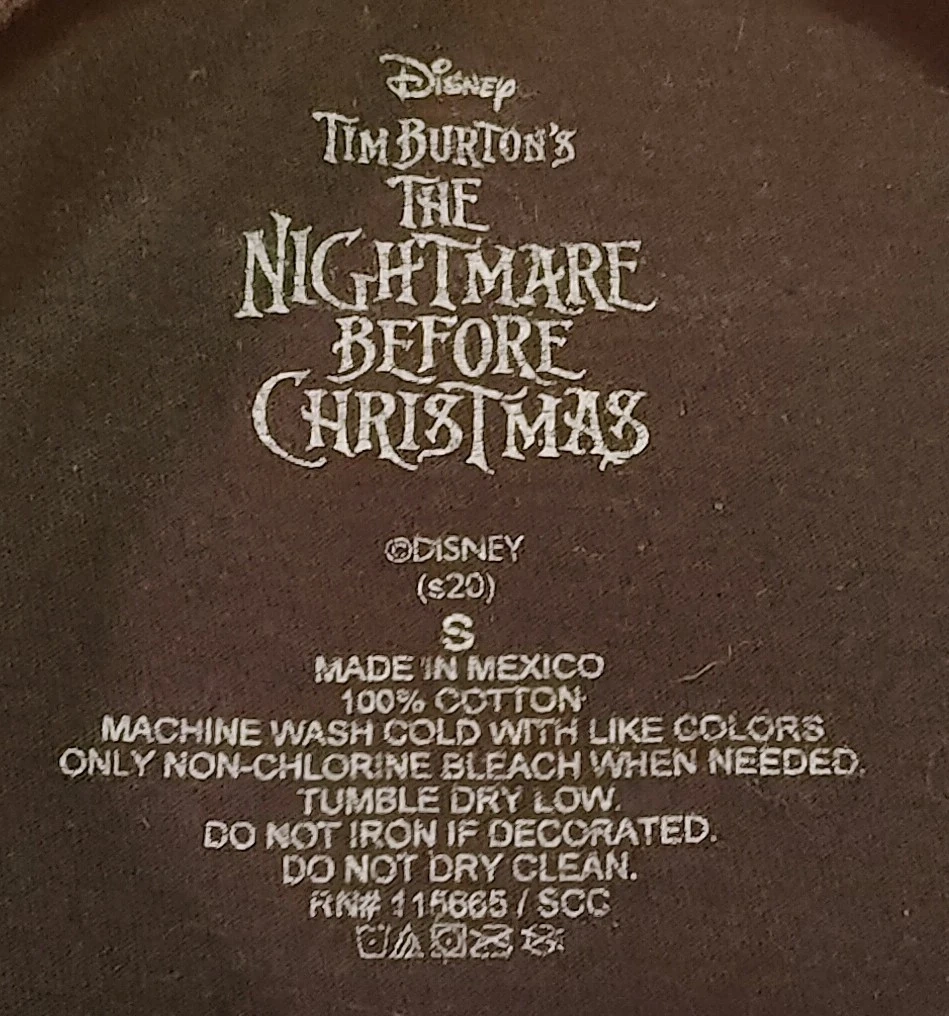 Disney
TIM BURTON'S
THE
NIGHTMARE
BEFORE
CHRISTMAS
©DISNEY
(s20)
S
MADE IN MEXICO
100% COTTON
MACHINE WASH COLD WITH LIKE COLORS
ONLY NON-CHLORINE BLEACH WHEN NEEDED.
TUMBLE DRY LOW.
DO NOT IRON IF DECORATED.
DO NOT DRY CLEAN.
RN# / SCC